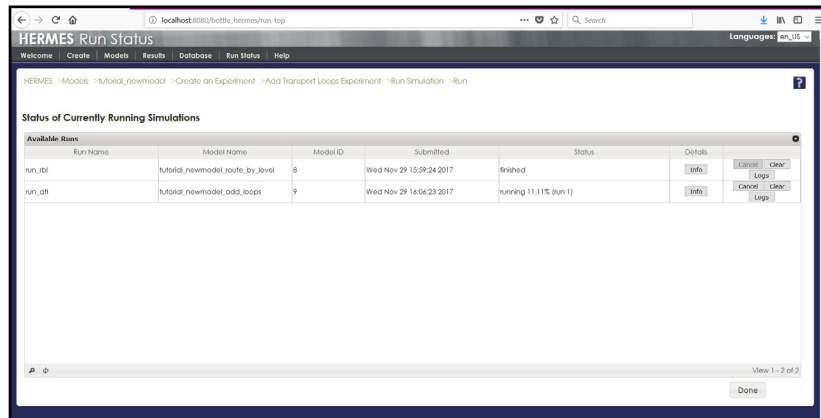 localhost:8080/bottle_hermes/run-top
Search
HERMES Run Status
Languages: en_US
Welcome Create Models Results Database Run Status Help
HERMES >Models >tutorial_newmodel >Create an Experiment >Add Transport Loops Experiment >Run Simulation >Run
?
Status of Currently Running Simulations
Available Runs
Run Name Model Name Model ID Submitted Status Details
run_rbl tutorial_newmodel_route_by_level 8 Wed Nov 29 15:59:24 2017 finished Info Cancel Clear
Logs
run_atl tutorial_newmodel_add_loops 9 Wed Nov 29 16:06:23 2017 running 11.11% (run 1) Info Cancel Clear
Logs
View 1 - 2 of 2
Done